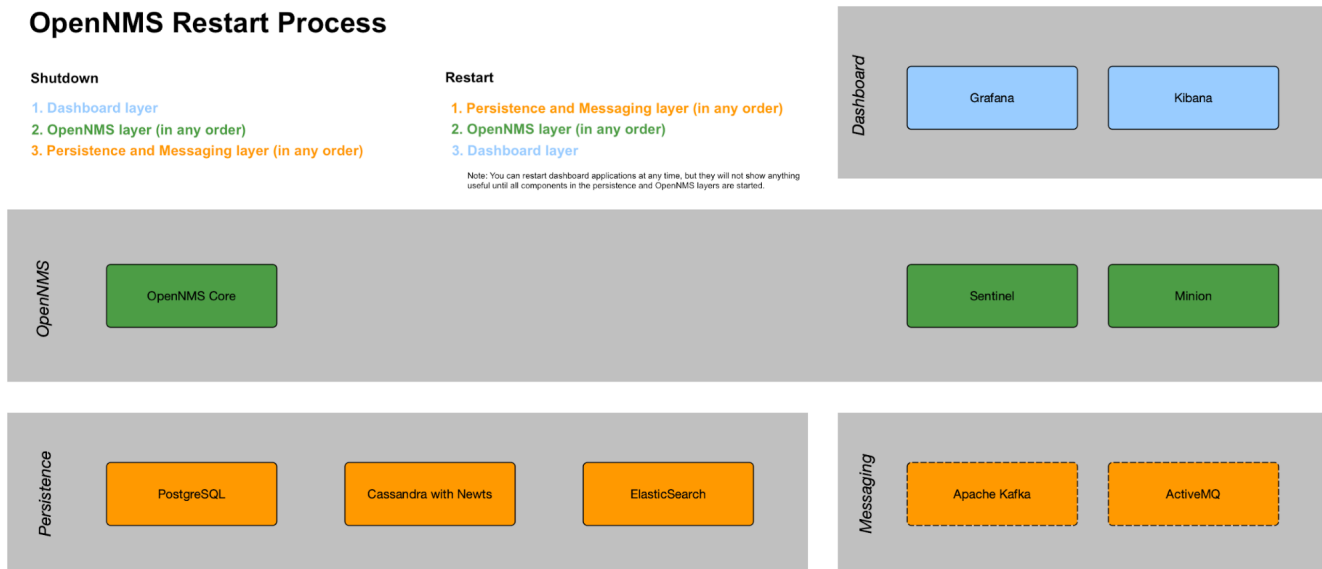 OpenNMS Restart Process
Shutdown
1. Dashboard layer
2. OpenNMS layer (in any order)
3. Persistence and Messaging layer (in any order)
Restart
1. Persistence and Messaging layer (in any order)
2. OpenNMS layer (in any order)
3. Dashboard layer
Note: You can restart dashboard applications at any time, but they will not show anything
useful until all components in the persistence and OpenNMS layers are started.
Dashboard
Grafana
Kibana
OpenNMS
OpenNMS Core
Sentinel
Minion
Persistence
PostgreSQL
Cassandra with Newts
ElasticSearch
Messaging
Apache Kafka
ActiveMQ